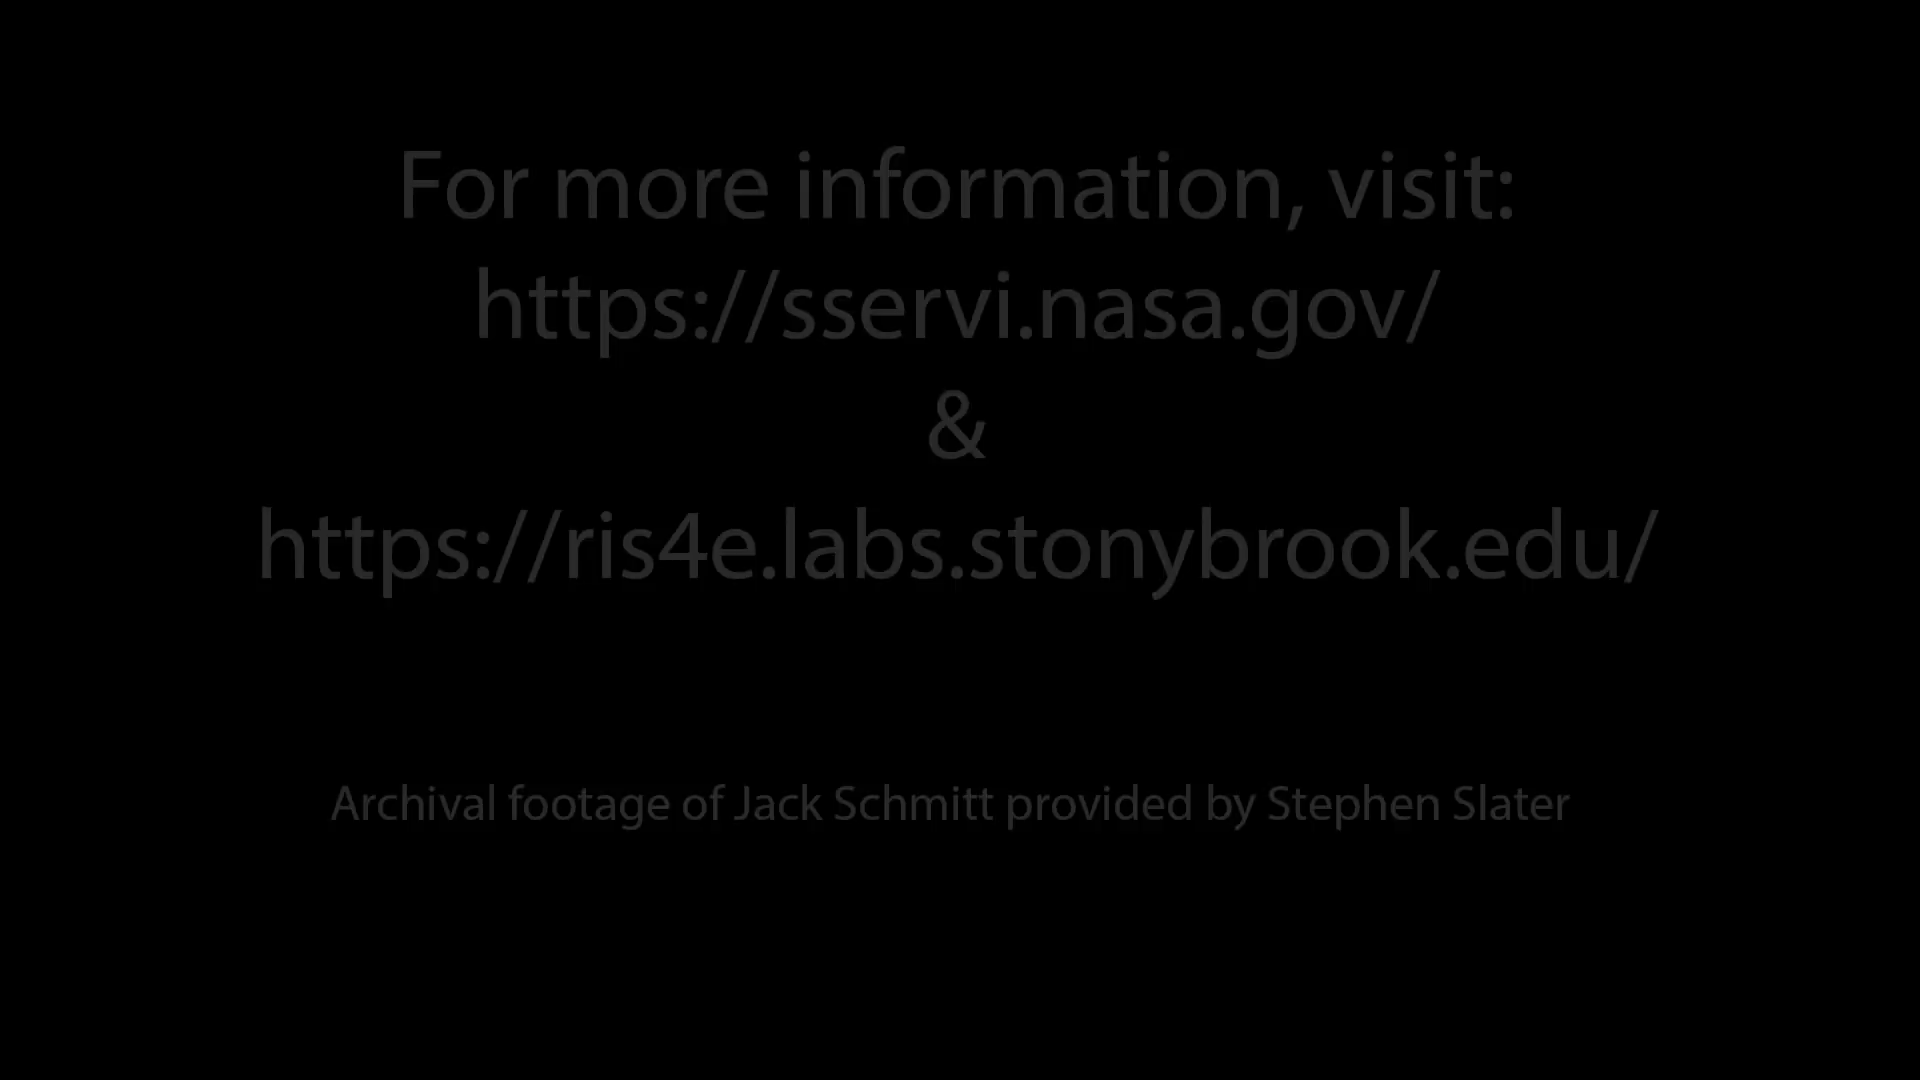 For more information, visit:
https://sservi.nasa.gov/
&
https://ris4e.labs.stonybrook.edu/
Archival footage of Jack Schmitt provided by Stephen Slater